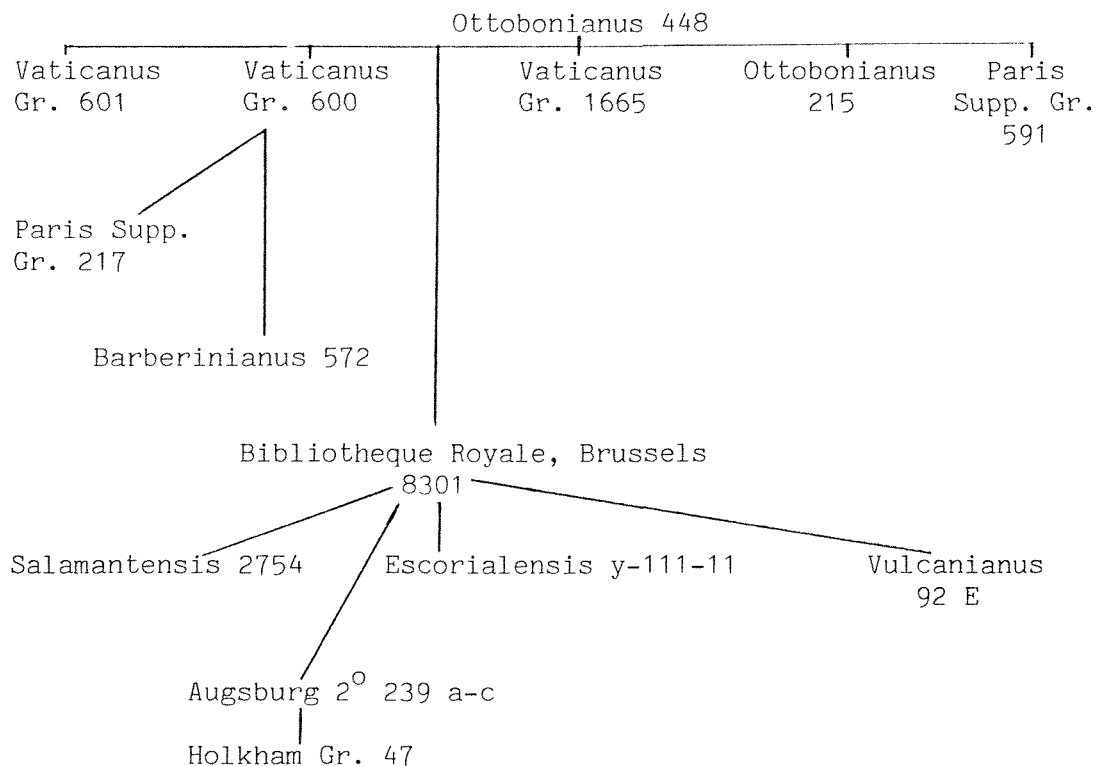 Ottobonianus 448
Vaticanus
Gr. 601
Vaticanus
Gr. 600
Vaticanus
Gr. 1665
Ottobonianus
215
Paris
Supp. Gr.
591
Paris Supp.
Gr. 217
Barberinianus 572
Bibliotheque Royale, Brussels
8301
Salamantensis 2754
Escorialensis y-111-11
Vulcanianus
92 E
Augsburg 2° 239 a-c
Holkham Gr. 47